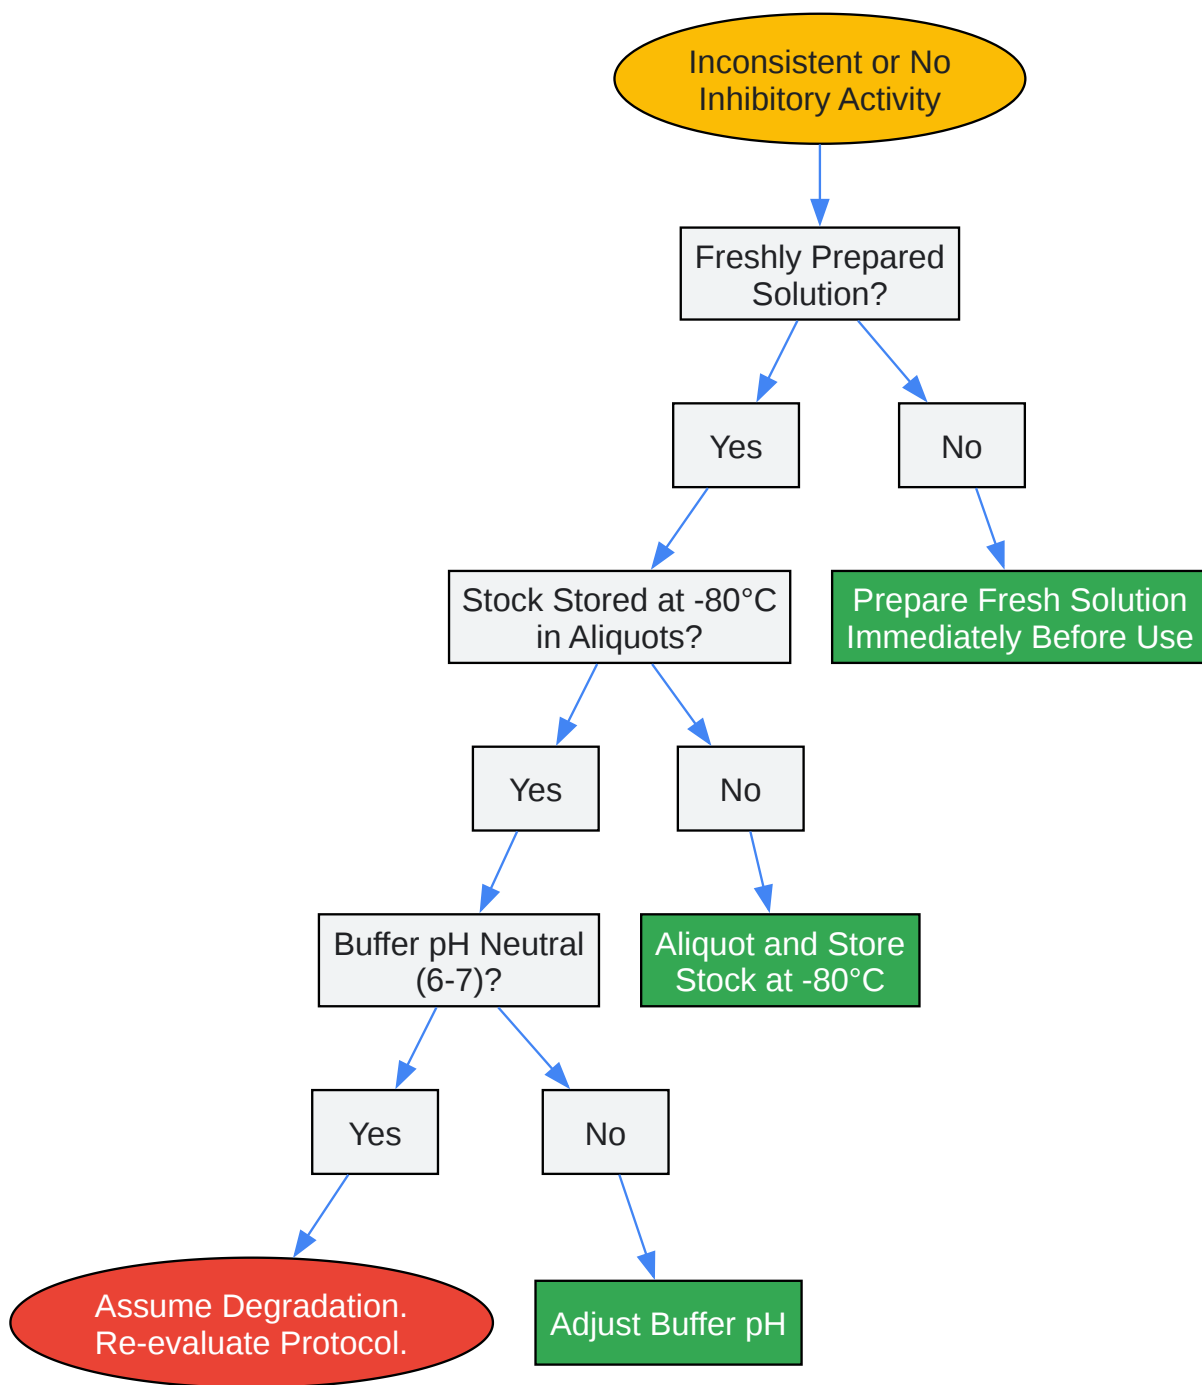 Inconsistent or No
Inhibitory Activity
Freshly Prepared
Solution?
Yes
No
Stock Stored at -80°C
in Aliquots?
Prepare Fresh Solution
Immediately Before Use
Yes
No
Buffer pH Neutral
(6-7)?
Aliquot and Store
Stock at -80°C
Yes
No
Assume Degradation.
Re-evaluate Protocol.
Adjust Buffer pH